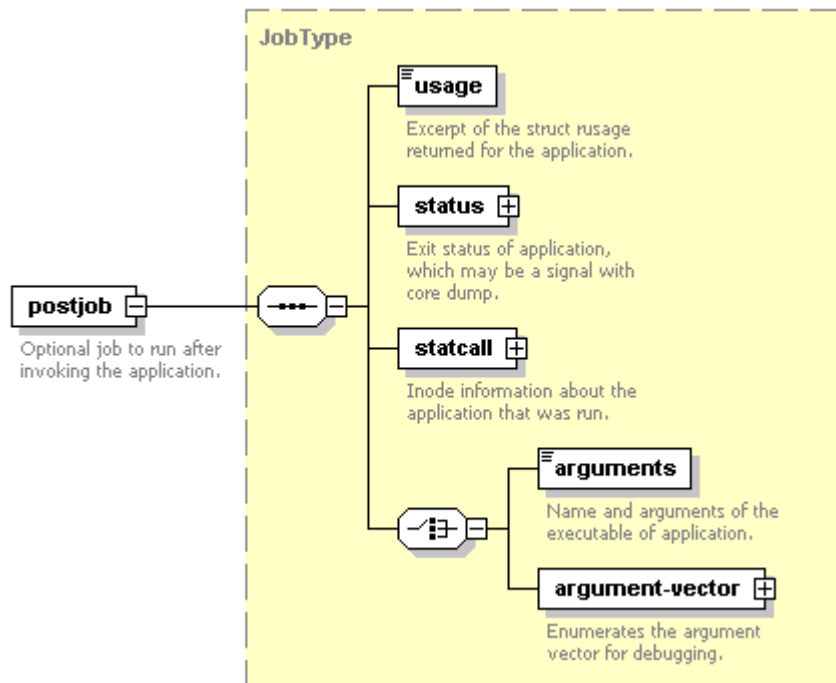 JobType
usage
Excerpt of the struct rusage
returned for the application.
status
Exit status of application,
which may be a signal with
core dump.
postjob
Optional job to run after
invoking the application.
statcall
Inode information about the
application that was run.
arguments
Name and arguments of the
executable of application.
argument-vector
Enumerates the argument
vector for debugging.